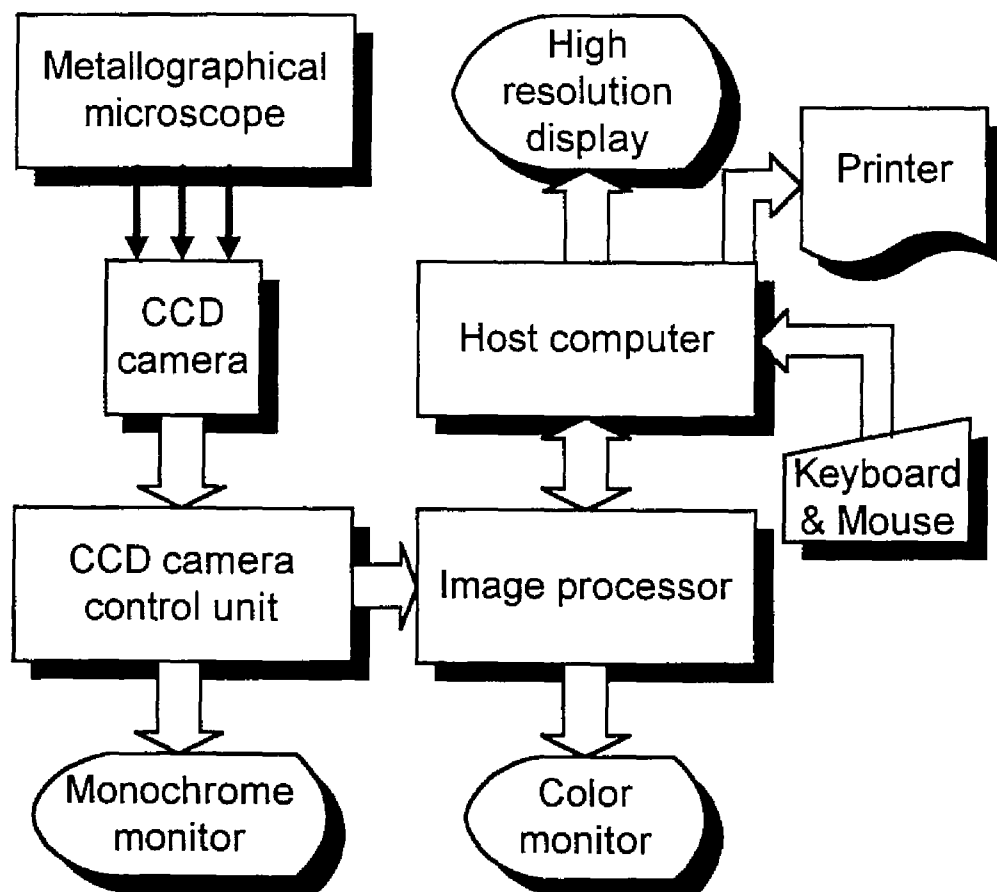 Metallographical
microscope
High
resolution
display
Printer
CCD
camera
Host computer
Keyboard
& Mouse
CCD camera
control unit
Image processor
Monochrome
monitor
Color
monitor